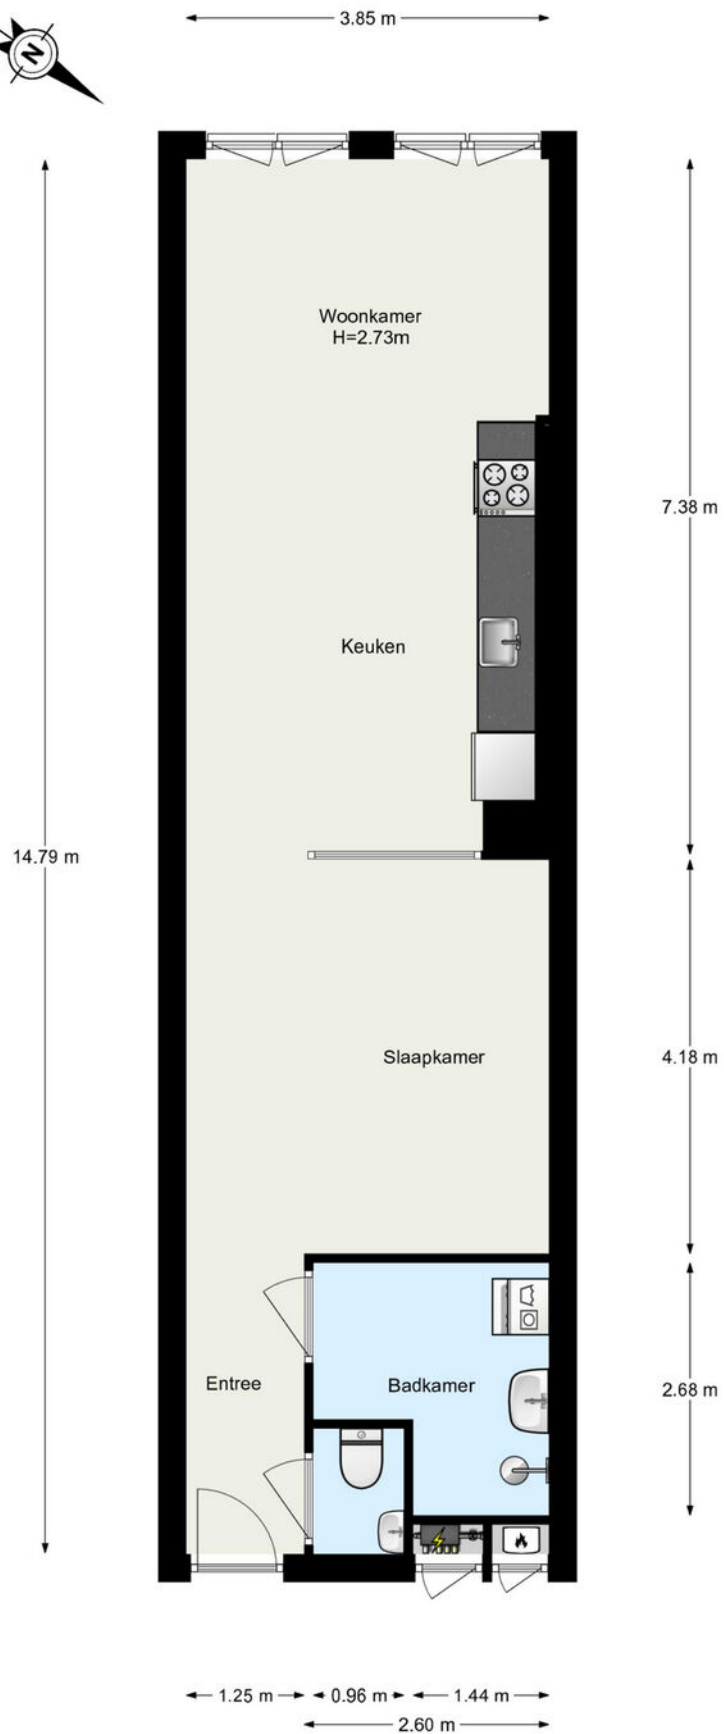 3.85 m
N
Woonkamer
H=2.73m
7.38 m
Keuken
14.79 m
Slaapkamer
4.18 m
Entree
Badkamer
2.68 m
1.25 m
0.96 m
1.44 m
2.60 m